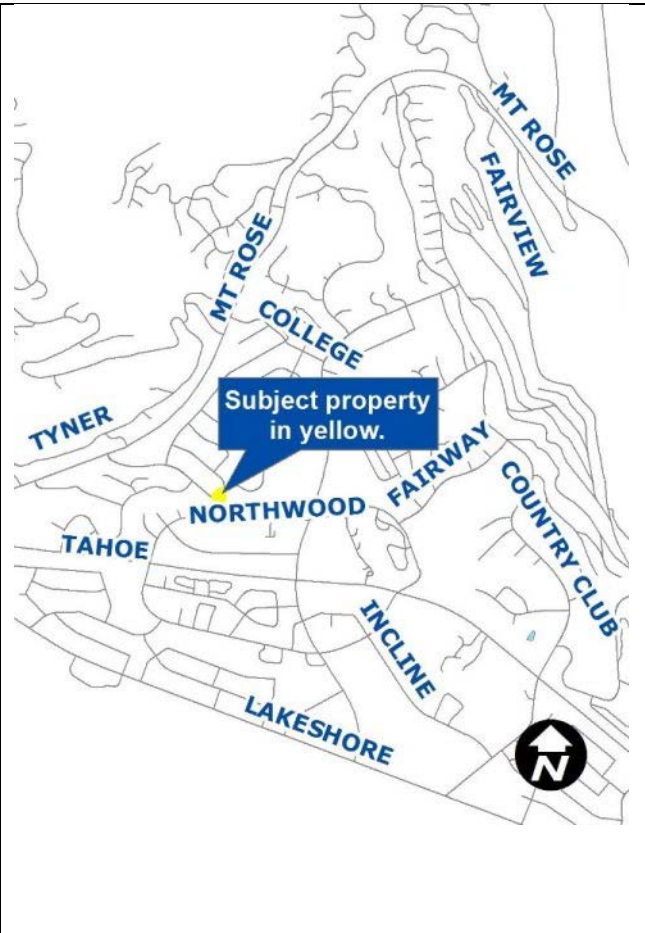 MT ROSE
FAIRVIEW
MT ROSE
COLLEGE
Subject property
in yellow.
TYNER
FAIRWAY
NORTHWOOD
COUNTRY CLUB
TAHOE
INCLINE
LAKESHORE
N